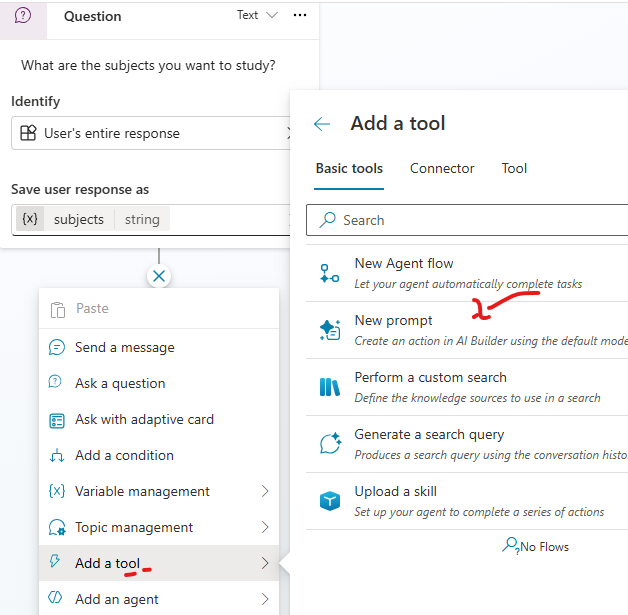 Question
Text
What are the subjects you want to study?
Identify
User's entire response
Save user response as
{x} subjects string
Paste
Send a message
Ask a question
Ask with adaptive card
Add a condition
{x} Variable management
Topic management
Add a tool
Add an agent
Add a tool
Basic tools Connector Tool
Search
New Agent flow
Let your agent automatically complete tasks
New prompt
Create an action in AI Builder using the default mode
Perform a custom search
Define the knowledge sources to use in a search
Generate a search query
Produces a search query using the conversation histo
Upload a skill
Set up your agent to complete a series of actions
No Flows